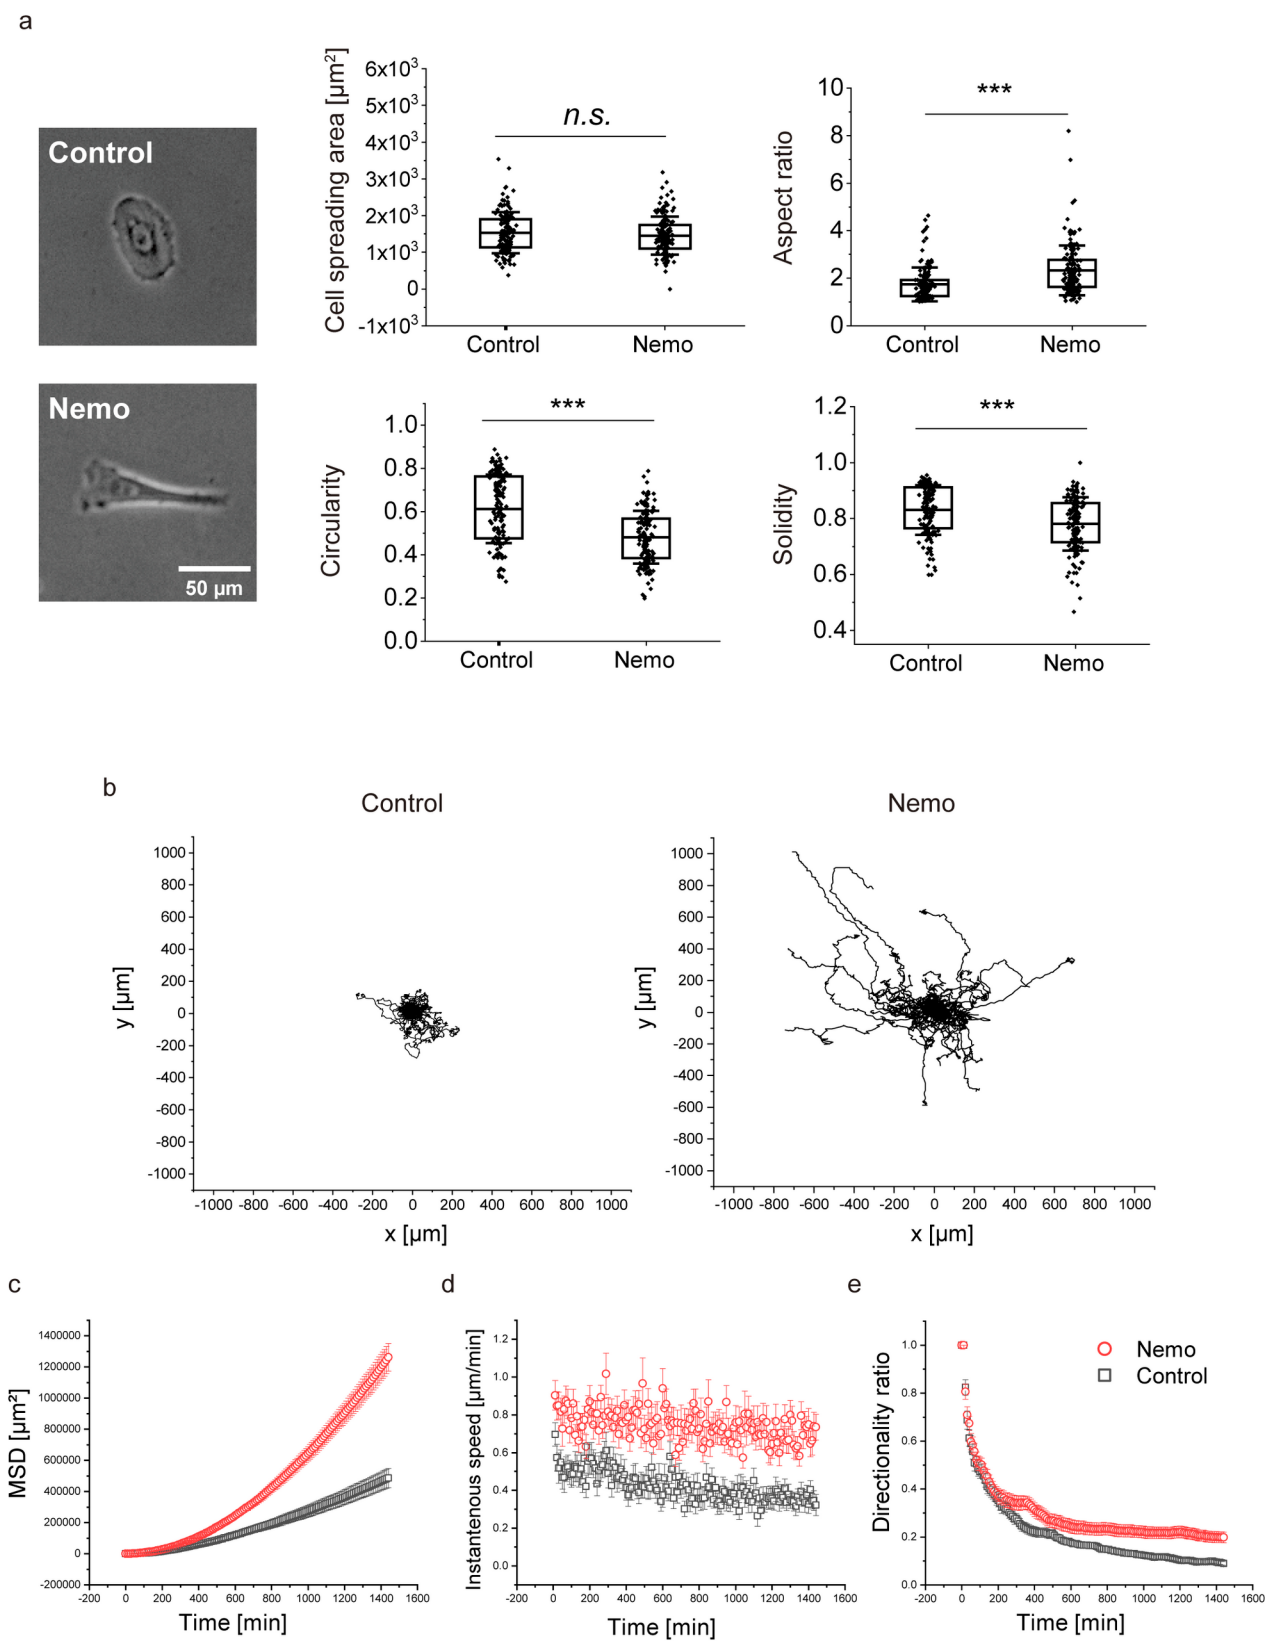 a
Control
Nemo
50 µm
Cell spreading area [µm²]
6x10³
5x10³
4x10³
3x10³
2x10³
1x10³
0
-1x10³
n.s.
Control Nemo
Aspect ratio
10
8
6
4
2
0
***
Control Nemo
Circularity
1.0
0.8
0.6
0.4
0.2
0.0
***
Control Nemo
Solidity
1.2
1.0
0.8
0.6
0.4
***
Control Nemo
b
Control
y [µm]
1000
800
600
400
200
0
-200
-400
-600
-800
-1000
-1000 -800 -600 -400 -200 0 200 400 600 800 1000
x [µm]
Nemo
y [µm]
1000
800
600
400
200
0
-200
-400
-600
-800
-1000
-1000 -800 -600 -400 -200 0 200 400 600 800 1000
x [µm]
c
MSD [µm²]
1400000
1200000
1000000
800000
600000
400000
200000
0
-200000
-200 0 200 400 600 800 1000 1200 1400 1600
Time [min]
d
Instantenous speed [µm/min]
1.2
1.0
0.8
0.6
0.4
0.2
0.0
-200 0 200 400 600 800 1000 1200 1400 1600
Time [min]
e
Directionality ratio
1.0
0.8
0.6
0.4
0.2
0.0
-200 0 200 400 600 800 1000 1200 1400 1600
Time [min]
Nemo
Control